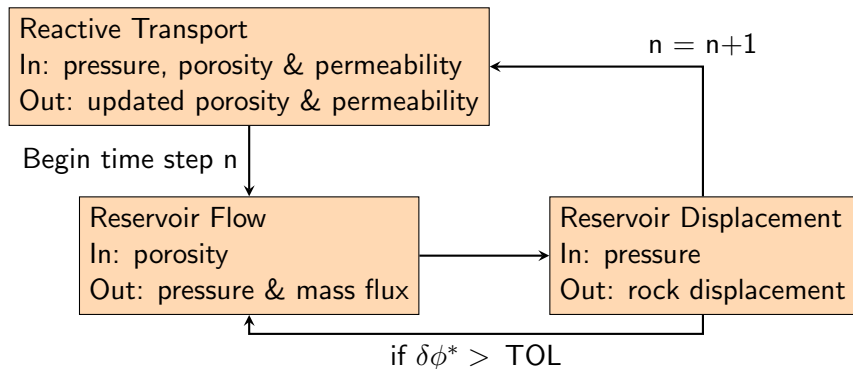 Reactive Transport
In: pressure, porosity & permeability
Out: updated porosity & permeability
n = n+1
Begin time step n
Reservoir Flow
In: porosity
Out: pressure & mass flux
Reservoir Displacement
In: pressure
Out: rock displacement
if δϕ* > TOL